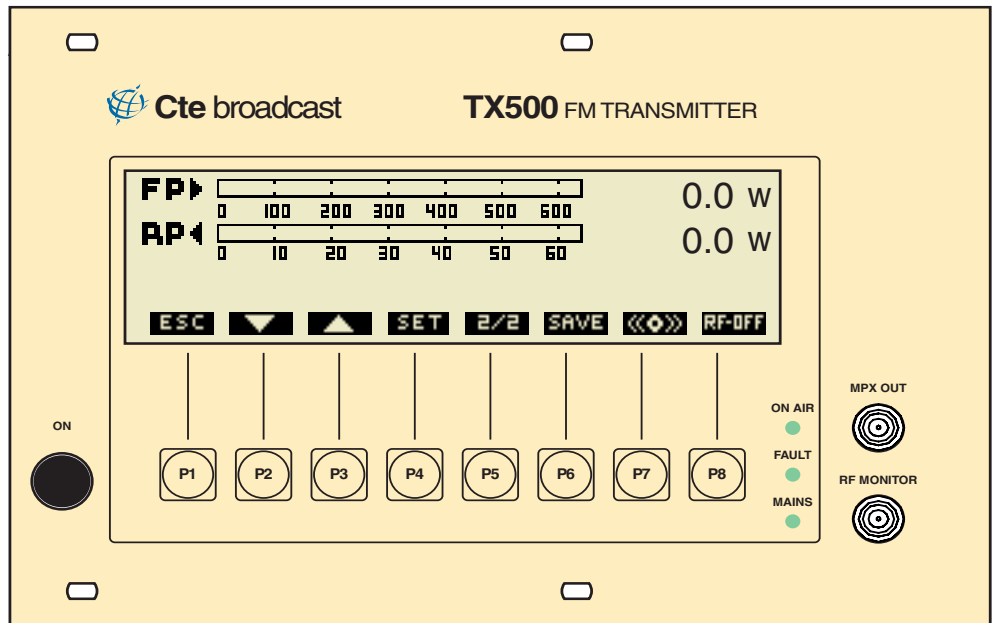 Cte broadcast TX500 FM TRANSMITTER
FP 0.0 W
0 100 200 300 400 500 600
RP 0.0 W
0 10 20 30 40 50 60
ESC SET 2/2 SAVE RF-OFF
ON
P1 P2 P3 P4 P5 P6 P7 P8
ON AIR
FAULT
MAINS
MPX OUT
RF MONITOR